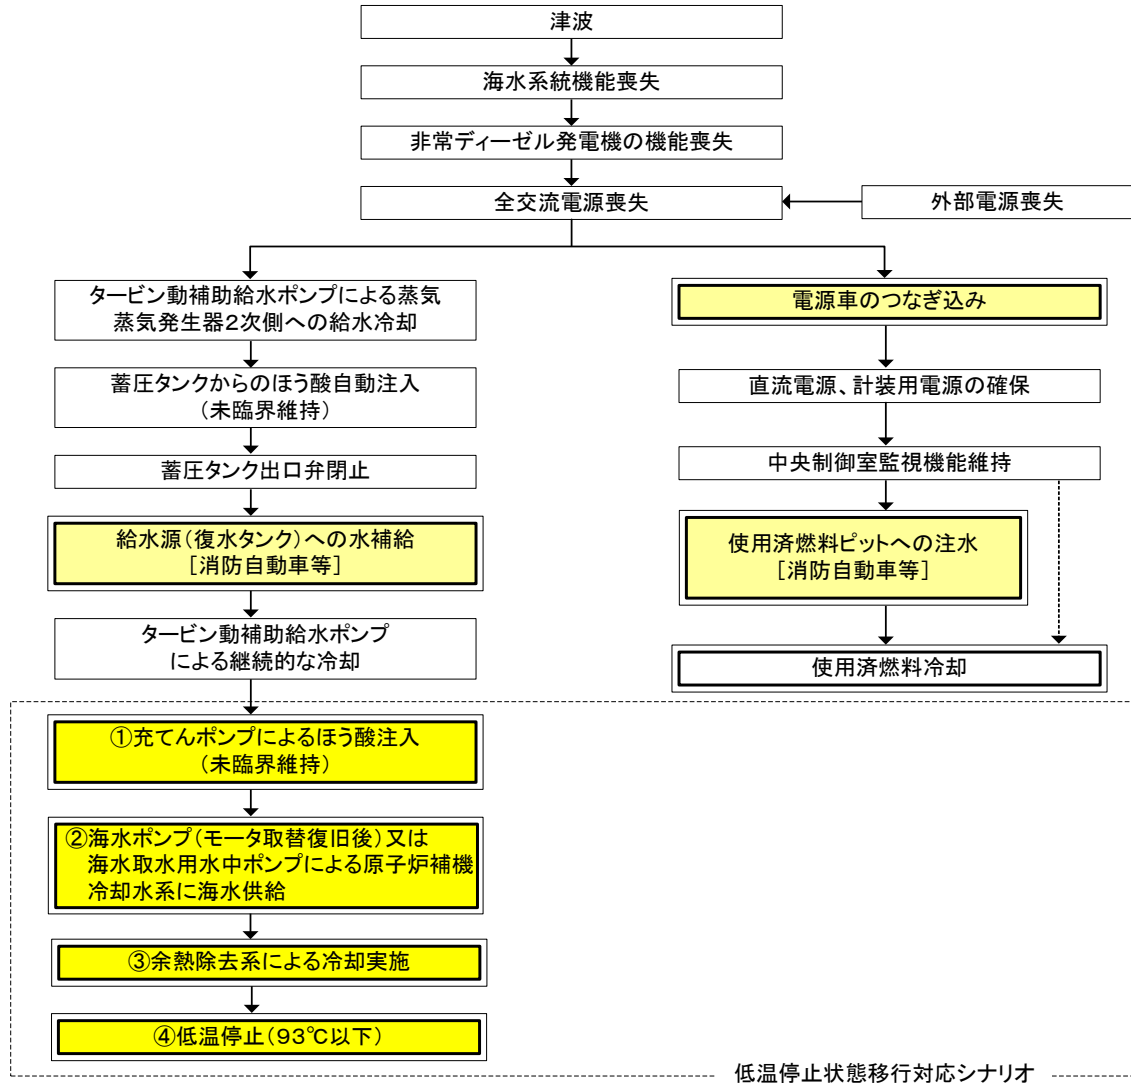 津波
海水系統機能喪失
非常ディーゼル発電機の機能喪失
全交流電源喪失
外部電源喪失
タービン動補助給水ポンプによる蒸気
蒸気発生器2次側への給水冷却
蓄圧タンクからのほう酸自動注入
(未臨界維持)
蓄圧タンク出口弁閉止
給水源(復水タンク)への水補給
[消防自動車等]
タービン動補助給水ポンプ
による継続的な冷却
電源車のつなぎ込み
直流電源、計装用電源の確保
中央制御室監視機能維持
使用済燃料ピットへの注水
[消防自動車等]
使用済燃料冷却
①充てんポンプによるほう酸注入
(未臨界維持)
②海水ポンプ(モータ取替復旧後)又は
海水取水用水中ポンプによる原子炉補機
冷却水系に海水供給
③余熱除去系による冷却実施
④低温停止(93℃以下)
低温停止状態移行対応シナリオ